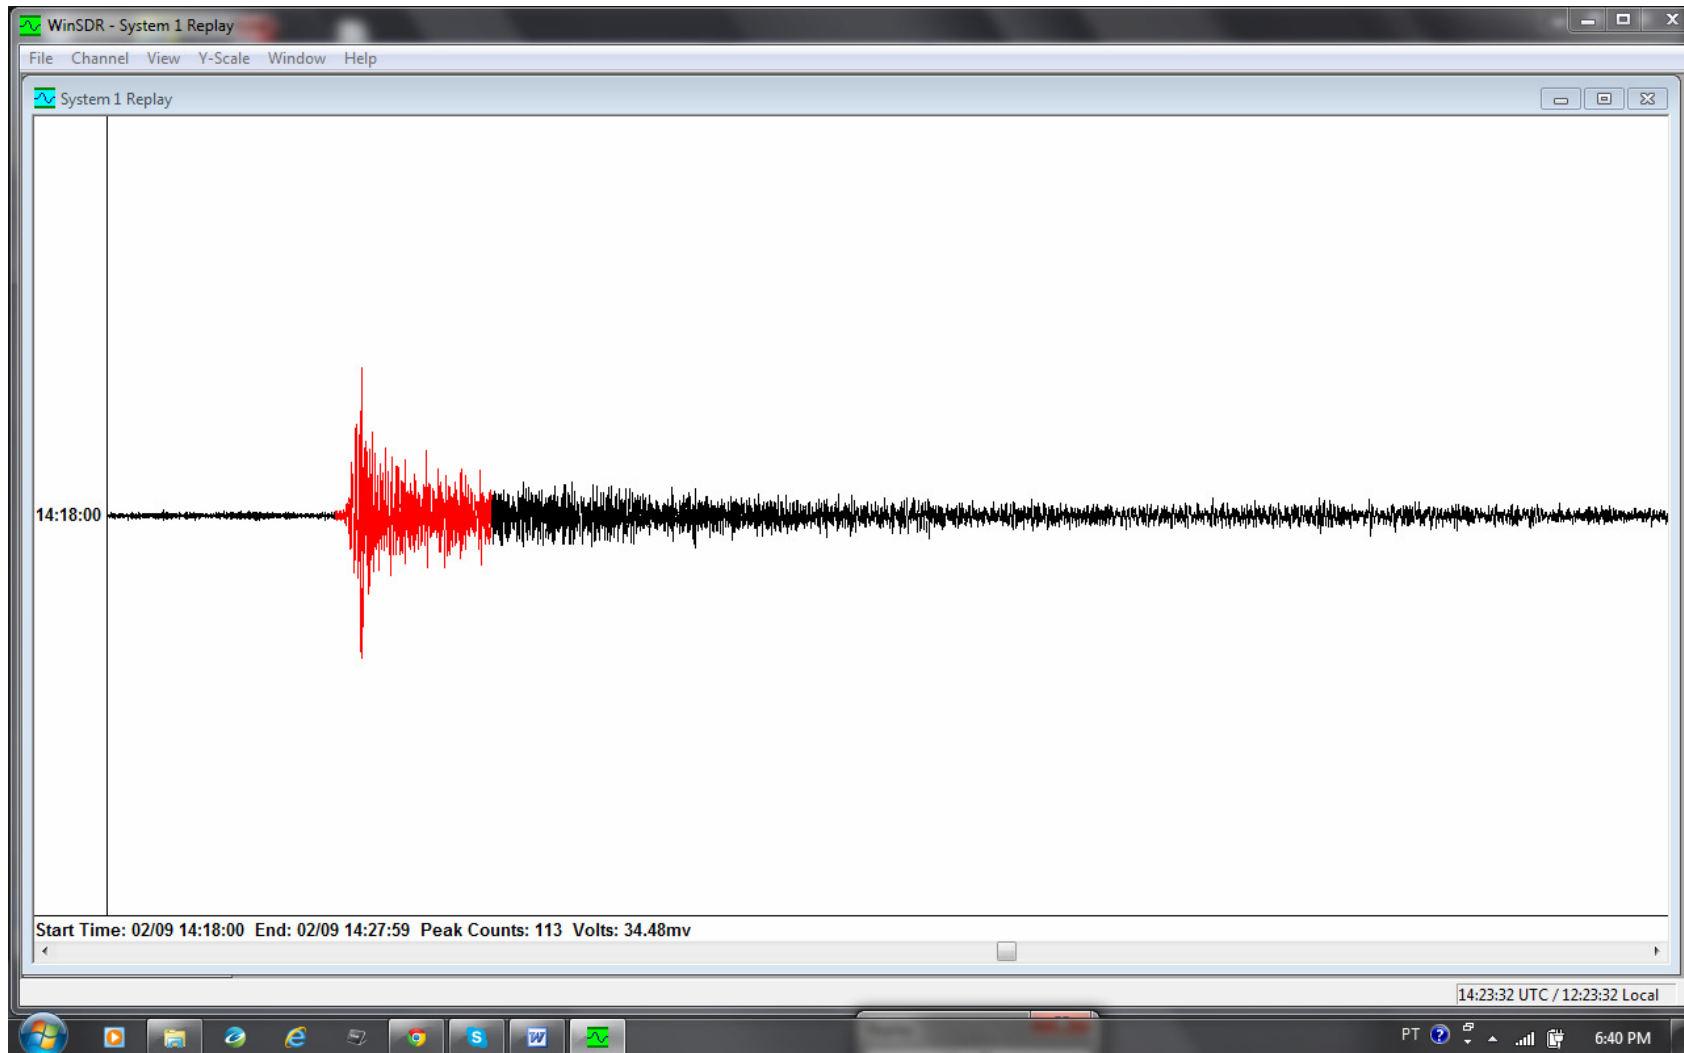 WinSDR - System 1 Replay
File Channel View Y-Scale Window Help
System 1 Replay
14:18:00
Start Time: 02/09 14:18:00 End: 02/09 14:27:59 Peak Counts: 113 Volts: 34.48mv
14:23:32 UTC / 12:23:32 Local
PT 6:40 PM